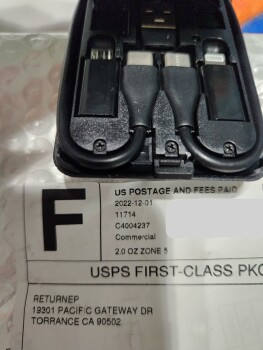 F
US POSTAGE AND FEES PAID
2022-12-01
11714
C4004237
Commercial
2.0 OZ ZONE 5
USPS FIRST-CLASS PKG
RETURNEP
19301 PACIFIC GATEWAY DR
TORRANCE CA 90502